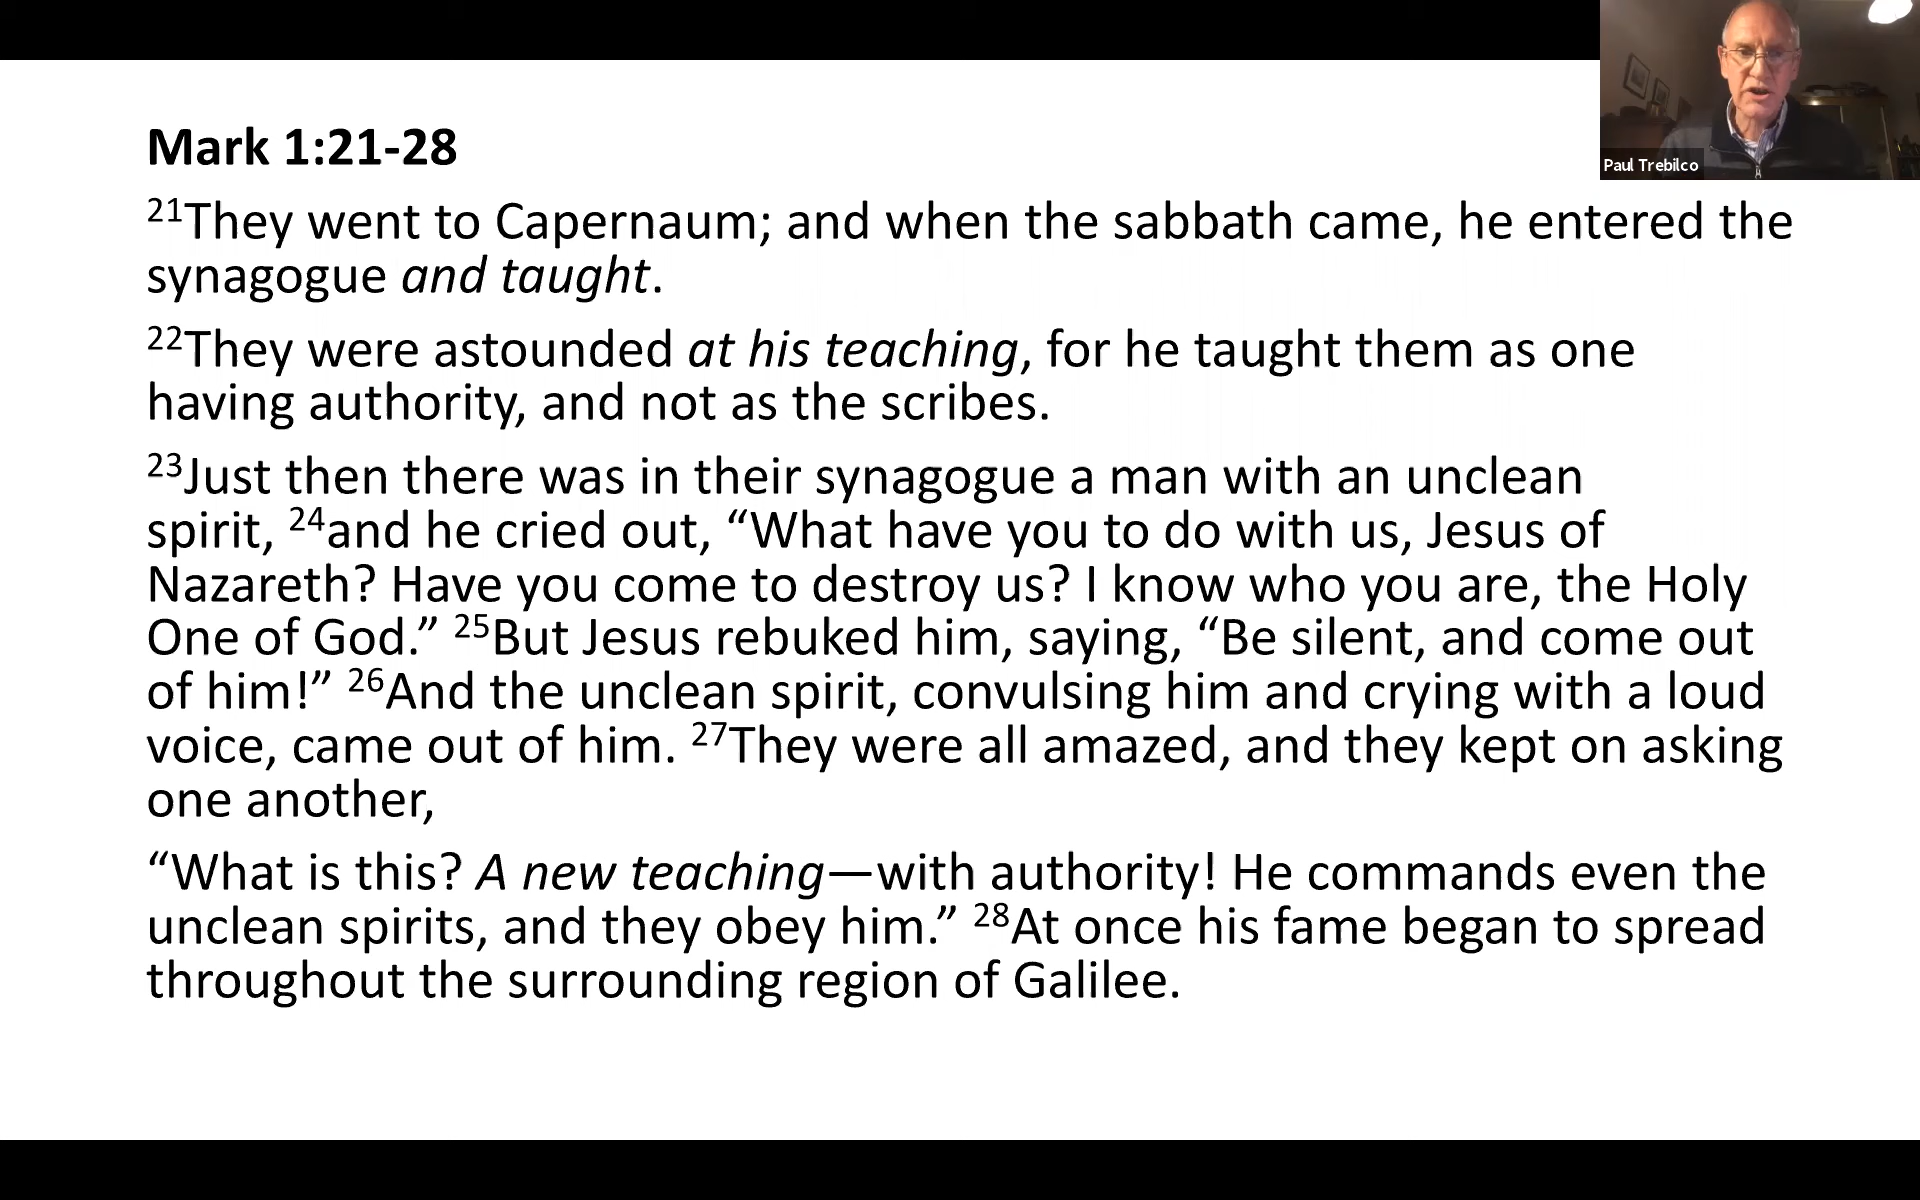 Paul Trebilco
Mark 1:21-28
²¹They went to Capernaum; and when the sabbath came, he entered the
synagogue and taught.
²²They were astounded at his teaching, for he taught them as one
having authority, and not as the scribes.
²³Just then there was in their synagogue a man with an unclean
spirit, ²⁴and he cried out, “What have you to do with us, Jesus of
Nazareth? Have you come to destroy us? I know who you are, the Holy
One of God.” ²⁵But Jesus rebuked him, saying, “Be silent, and come out
of him!” ²⁶And the unclean spirit, convulsing him and crying with a loud
voice, came out of him. ²⁷They were all amazed, and they kept on asking
one another,
“What is this? A new teaching—with authority! He commands even the
unclean spirits, and they obey him.” ²⁸At once his fame began to spread
throughout the surrounding region of Galilee.